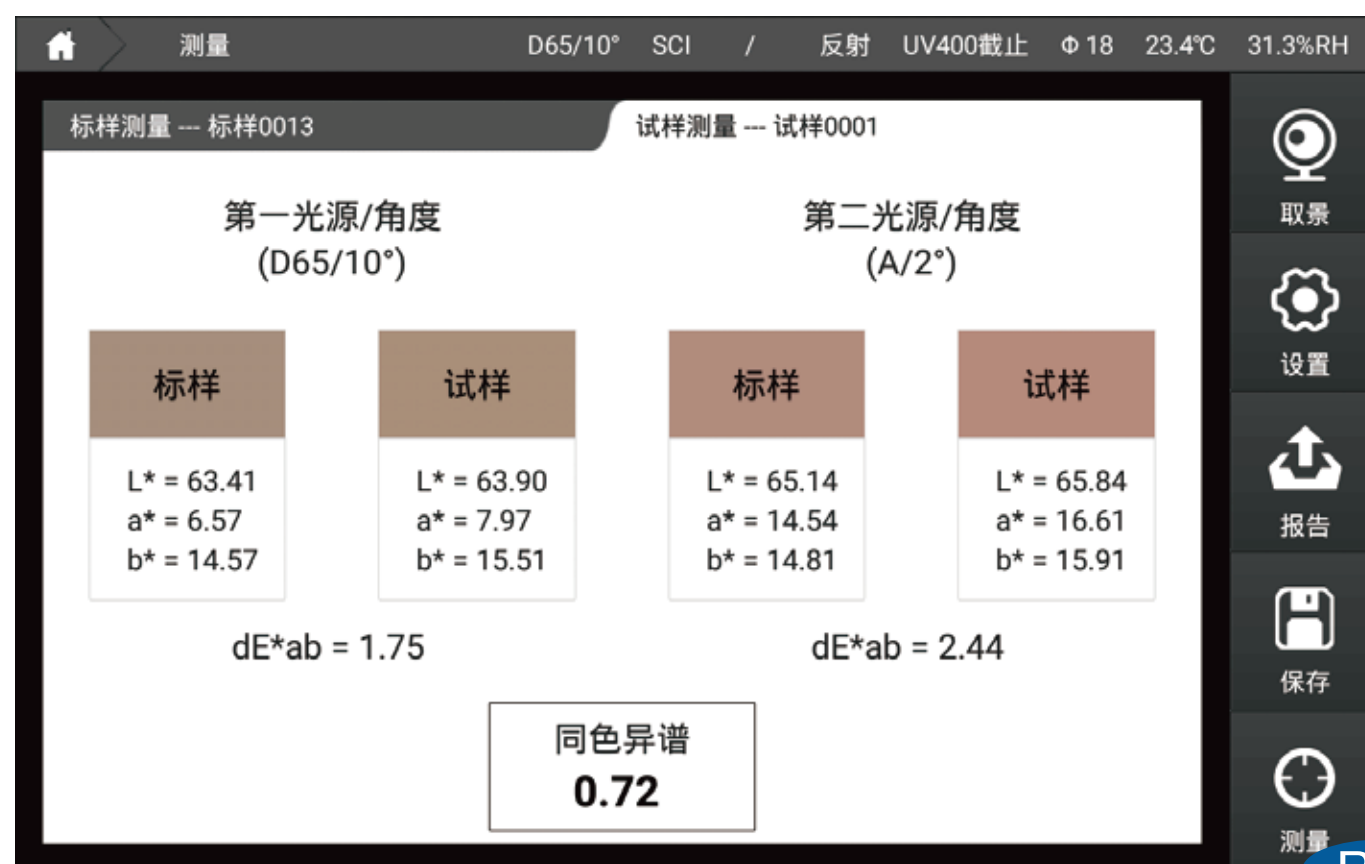 测量 D65/10° SCI / 反射 UV400截止 Φ 18 23.4℃ 31.3%RH
标样测量 --- 标样0013
试样测量 --- 试样0001
第一光源/角度
(D65/10°)
第二光源/角度
(A/2°)
标样
L* = 63.41
a* = 6.57
b* = 14.57
试样
L* = 63.90
a* = 7.97
b* = 15.51
标样
L* = 65.14
a* = 14.54
b* = 14.81
试样
L* = 65.84
a* = 16.61
b* = 15.91
dE*ab = 1.75
dE*ab = 2.44
同色异谱
0.72
取景
设置
报告
保存
测量